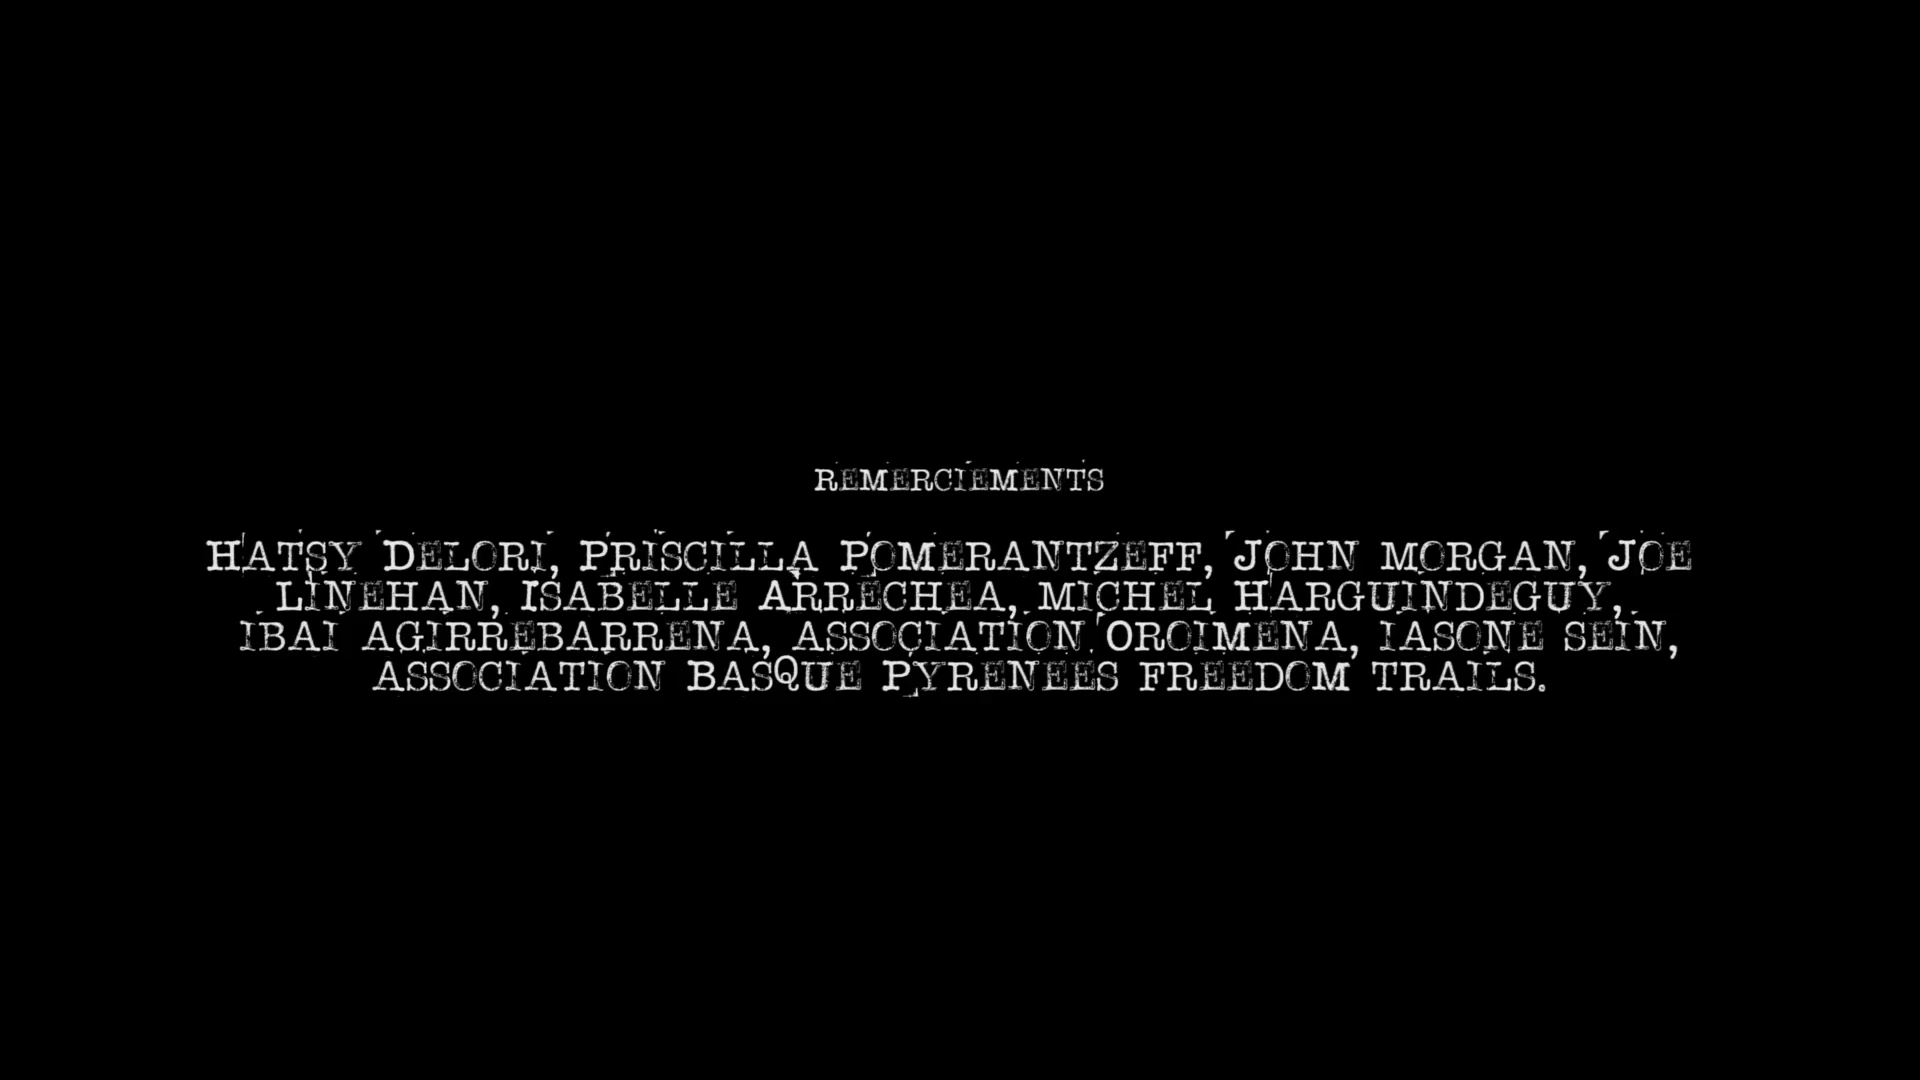 REMERCIEMENTS
HATSY DELORI, PRISCILLA POMERANTZEFF, JOHN MORGAN, JOE
LINEHAN, ISABELLE ARRECHEA, MICHEL HARGUINDEGUY,
IBAI AGIRREBARRENA, ASSOCIATION OROIMENA, IASONE SEIN,
ASSOCIATION BASQUE PYRENEES FREEDOM TRAILS.